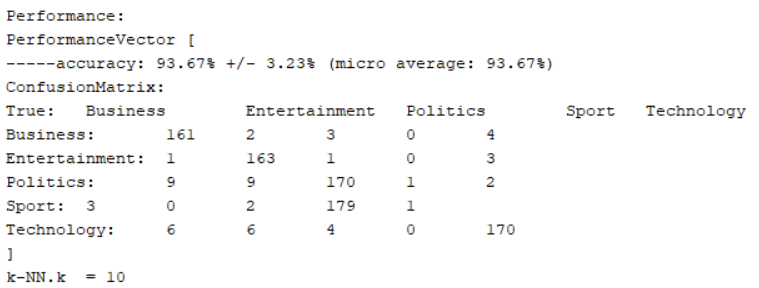 Performance:
PerformanceVector [
-----accuracy: 93.67% +/- 3.23% (micro average: 93.67%)
ConfusionMatrix:
True:	Business	Entertainment	Politics	Sport	Technology
Business:	161	2	3	0	4
Entertainment:	1	163	1	0	3
Politics:	9	9	170	1	2
Sport:	3	0	2	179	1
Technology:	6	6	4	0	170
]
k-NN.k	= 10